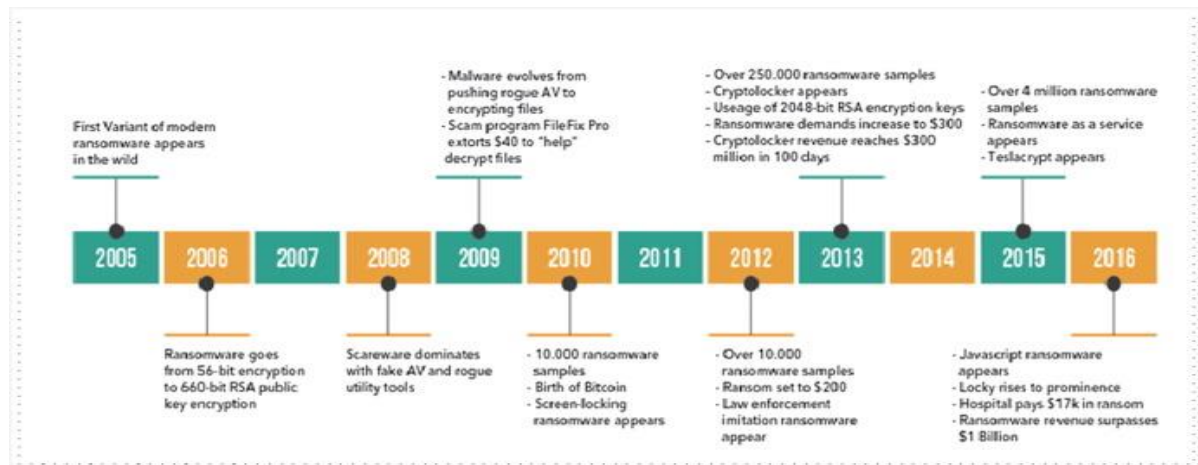 First Variant of modern
ransomware appears
in the wild
- Malware evolves from
pushing rogue AV to
encrypting files
- Scam program FileFix Pro
extorts $40 to "help"
decrypt files
- Over 250.000 ransomware samples
- Cryptolocker appears
- Useage of 2048-bit RSA encryption keys
- Ransomware demands increase to $300
- Cryptolocker revenue reaches $300
million in 100 days
- Over 4 million ransomware
samples
- Ransomware as a service
appears
- Teslacrypt appears
2005 2006 2007 2008 2009 2010 2011 2012 2013 2014 2015 2016
Ransomware goes
from 56-bit encryption
to 660-bit RSA public
key encryption
Scareware dominates
with fake AV and rogue
utility tools
- 10.000 ransomware
samples
- Birth of Bitcoin
- Screen-locking
ransomware appears
- Over 10.000
ransomware samples
- Ransom set to $200
- Law enforcement
imitation ransomware
appear
- Javascript ransomware
appears
- Locky rises to prominence
- Hospital pays $17k in ransom
- Ransomware revenue surpasses
$1 Billion